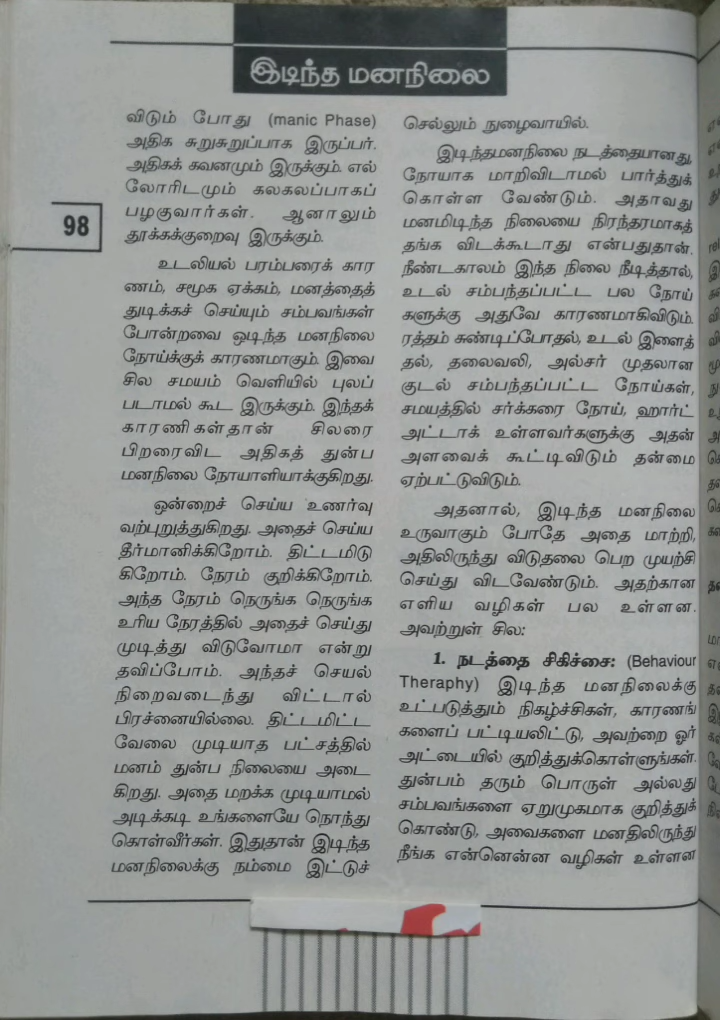 இடிந்த மனநிலை
98
விடும் போது (manic Phase)
அதிக சுறுசுறுப்பாக இருப்பர்.
அதிகக் கவனமும் இருக்கும். எல்
லோரிடமும் கலகலப்பாகப்
பழகுவார்கள். ஆனாலும்
தூக்கக்குறைவு இருக்கும்.
உடலியல் பரம்பரைக் கார
ணம், சமூக ஏக்கம், மனத்தைத்
துடிக்கச் செய்யும் சம்பவங்கள்
போன்றவை ஒடிந்த மனநிலை
நோய்க்குக் காரணமாகும். இவை
சில சமயம் வெளியில் புலப்
படாமல் கூட இருக்கும். இந்தக்
காரணிகள்தான் சிலரை
பிறரைவிட அதிகத் துன்ப
மனநிலை நோயாளியாக்குகிறது.
ஒன்றைச் செய்ய உணர்வு
வற்புறுத்துகிறது. அதைச் செய்ய
தீர்மானிக்கிறோம். திட்டமிடு
கிறோம். நேரம் குறிக்கிறோம்.
அந்த நேரம் நெருங்க நெருங்க
உரிய நேரத்தில் அதைச் செய்து
முடித்து விடுவோமா என்று
தவிப்போம். அந்தச் செயல்
நிறைவடைந்து விட்டால்
பிரச்னையில்லை. திட்டமிட்ட
வேலை முடியாத பட்சத்தில்
மனம் துன்ப நிலையை அடை
கிறது. அதை மறக்க முடியாமல்
அடிக்கடி உங்களையே நொந்து
கொள்வீர்கள். இதுதான் இடிந்த
மனநிலைக்கு நம்மை இட்டுச்
செல்லும் நுழைவாயில்.
இடிந்தமனநிலை நடத்தையானது,
நோயாக மாறிவிடாமல் பார்த்துக்
கொள்ள வேண்டும். அதாவது
மனமிடிந்த நிலையை நிரந்தரமாகத்
தங்க விடக்கூடாது என்பதுதான்.
நீண்டகாலம் இந்த நிலை நீடித்தால்,
உடல் சம்பந்தப்பட்ட பல நோய்
களுக்கு அதுவே காரணமாகிவிடும்.
ரத்தம் சுண்டிப்போதல், உடல் இளைத்
தல், தலைவலி, அல்சர் முதலான
குடல் சம்பந்தப்பட்ட நோய்கள்,
சமயத்தில் சர்க்கரை நோய், ஹார்ட்
அட்டாக் உள்ளவர்களுக்கு அதன்
அளவைக் கூட்டிவிடும் தன்மை
ஏற்பட்டுவிடும்.
அதனால், இடிந்த மனநிலை
உருவாகும் போதே அதை மாற்றி,
அதிலிருந்து விடுதலை பெற முயற்சி
செய்து விடவேண்டும். அதற்கான
எளிய வழிகள் பல உள்ளன.
அவற்றுள் சில:
1. நடத்தை சிகிச்சை: (Behaviour
Theraphy) இடிந்த மனநிலைக்கு
உட்படுத்தும் நிகழ்ச்சிகள், காரணங்
களைப் பட்டியலிட்டு, அவற்றை ஓர்
அட்டையில் குறித்துக்கொள்ளுங்கள்.
துன்பம் தரும் பொருள் அல்லது
சம்பவங்களை ஏறுமுகமாக குறித்துக்
கொண்டு, அவைகளை மனதிலிருந்து
நீங்க என்னென்ன வழிகள் உள்ளன